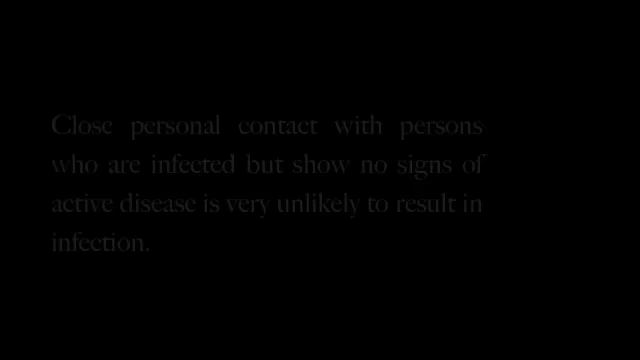 Close personal contact with persons
who are infected but show no signs of
active disease is very unlikely to result in
infection.